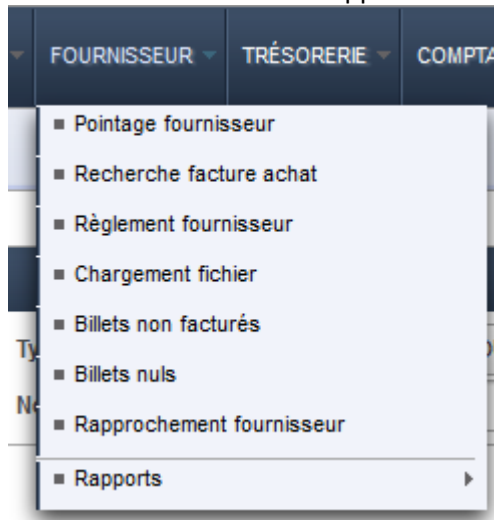 FOURNISSEUR TRÉSORERIE
Pointage fournisseur
Recherche facture achat
Règlement fournisseur
Chargement fichier
Billets non facturés
Billets nuls
Rapprochement fournisseur
Rapports